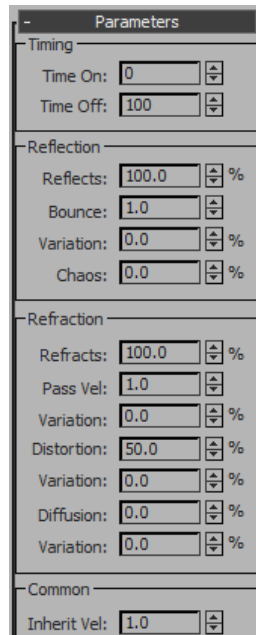 - Parameters
Timing
Time On: 0
Time Off: 100
Reflection
Reflects: 100.0 %
Bounce: 1.0
Variation: 0.0 %
Chaos: 0.0 %
Refraction
Refracts: 100.0 %
Pass Vel: 1.0
Variation: 0.0 %
Distortion: 50.0 %
Variation: 0.0 %
Diffusion: 0.0 %
Variation: 0.0 %
Common
Inherit Vel: 1.0